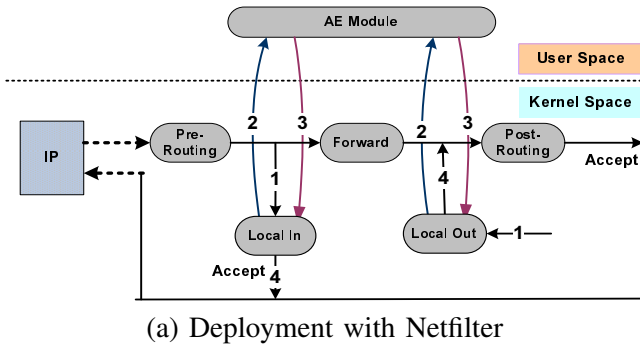 AE Module
User Space
Kernel Space
IP
Pre-
Routing
2
3
Forward
2
3
Post-
Routing
Accept
1
4
Local In
Local Out
1
Accept
4
(a) Deployment with Netfilter